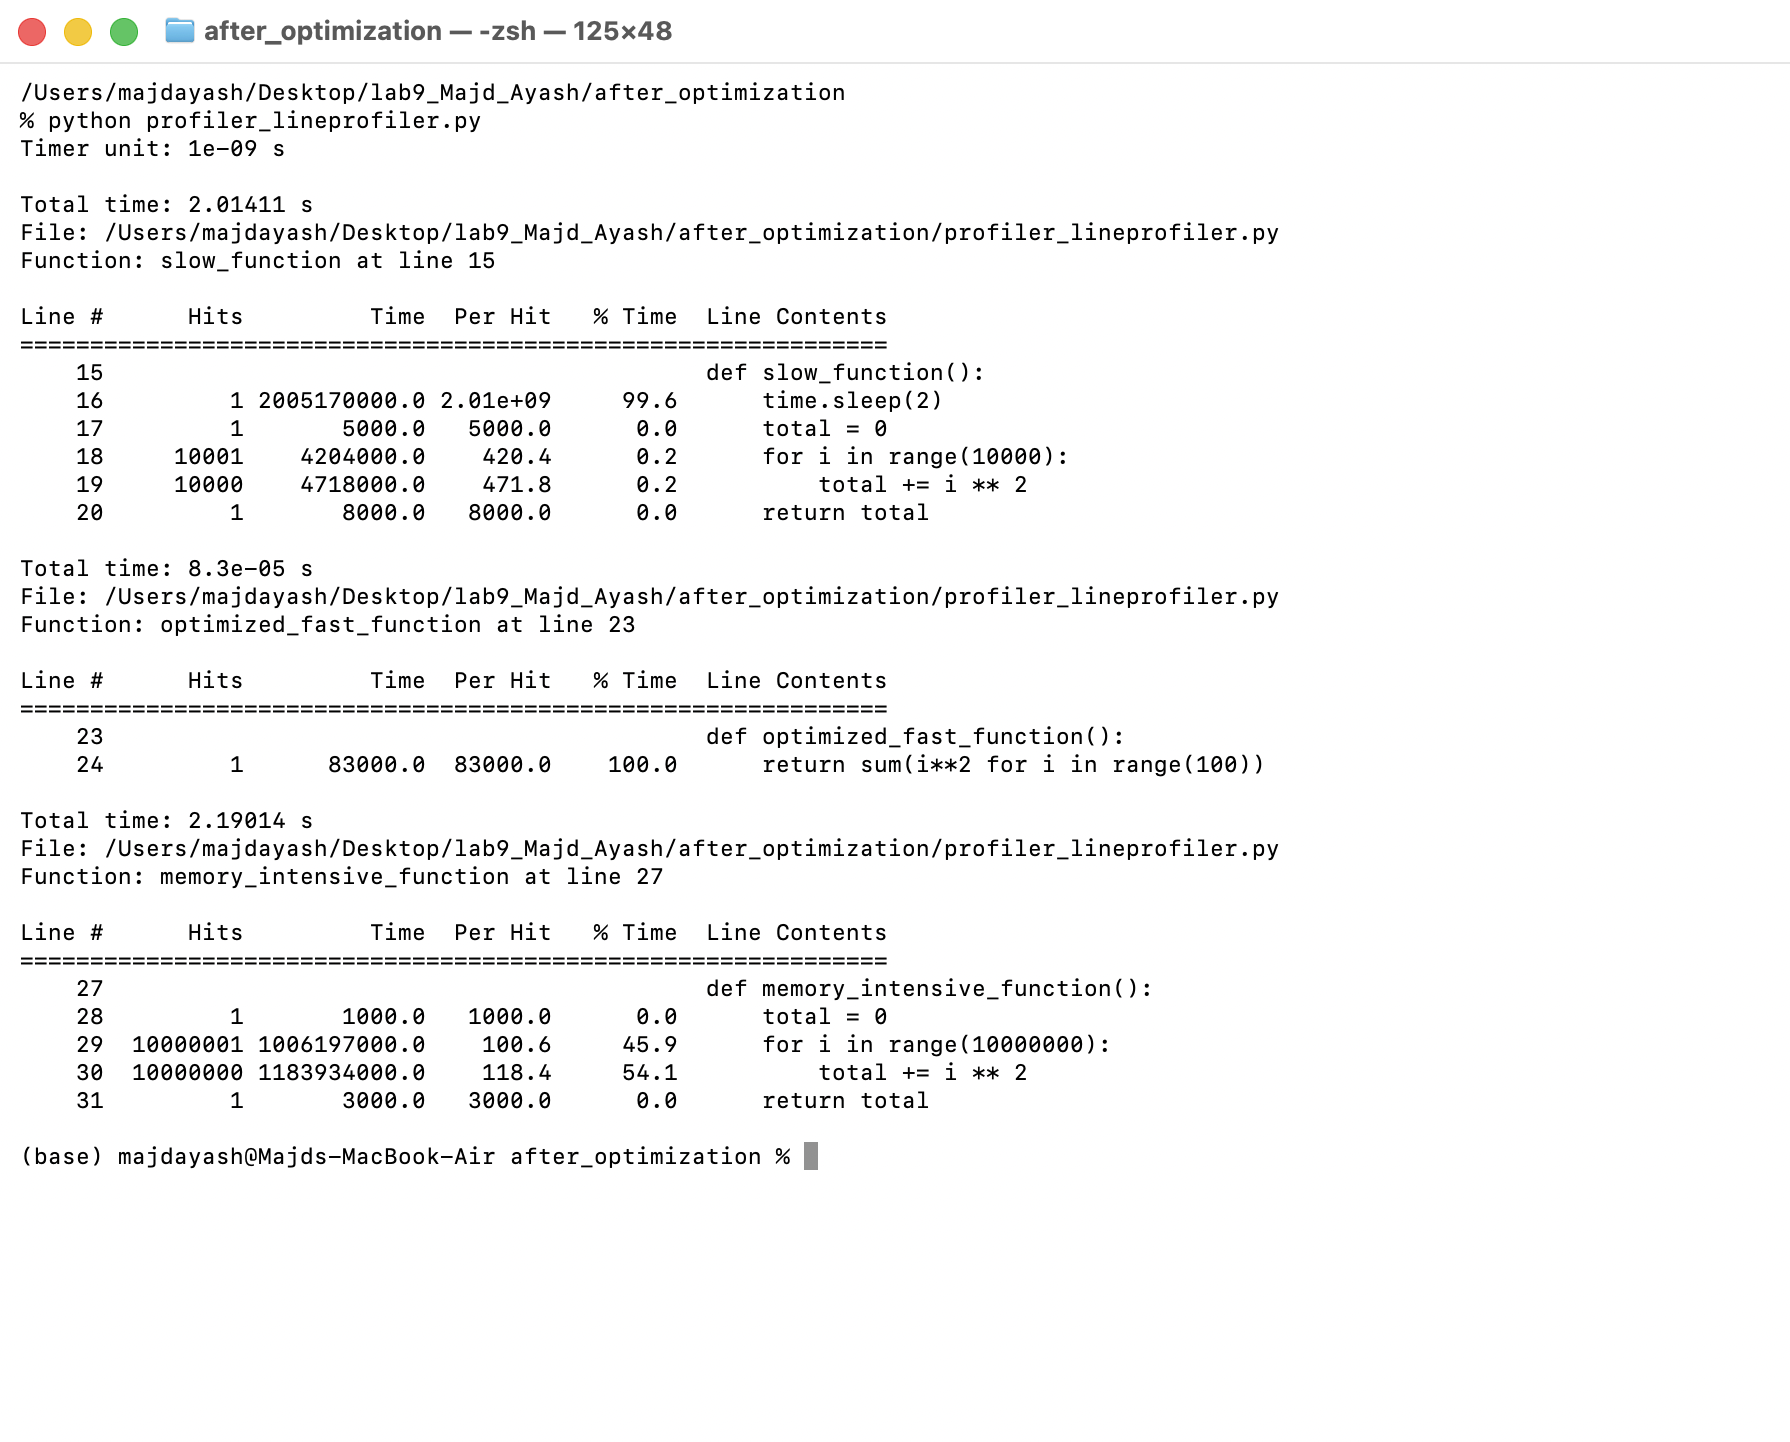 after_optimization — -zsh — 125×48
/Users/majdayash/Desktop/lab9_Majd_Ayash/after_optimization
% python profiler_lineprofiler.py
Timer unit: 1e-09 s

Total time: 2.01411 s
File: /Users/majdayash/Desktop/lab9_Majd_Ayash/after_optimization/profiler_lineprofiler.py
Function: slow_function at line 15

Line #      Hits         Time  Per Hit   % Time  Line Contents
==============================================================
    15                                           def slow_function():
    16         1 2005170000.0 2.01e+09     99.6      time.sleep(2)
    17         1       5000.0   5000.0      0.0      total = 0
    18     10001    4204000.0    420.4      0.2      for i in range(10000):
    19     10000    4718000.0    471.8      0.2          total += i ** 2
    20         1       8000.0   8000.0      0.0      return total

Total time: 8.3e-05 s
File: /Users/majdayash/Desktop/lab9_Majd_Ayash/after_optimization/profiler_lineprofiler.py
Function: optimized_fast_function at line 23

Line #      Hits         Time  Per Hit   % Time  Line Contents
==============================================================
    23                                           def optimized_fast_function():
    24         1      83000.0  83000.0    100.0      return sum(i**2 for i in range(100))

Total time: 2.19014 s
File: /Users/majdayash/Desktop/lab9_Majd_Ayash/after_optimization/profiler_lineprofiler.py
Function: memory_intensive_function at line 27

Line #      Hits         Time  Per Hit   % Time  Line Contents
==============================================================
    27                                           def memory_intensive_function():
    28         1       1000.0   1000.0      0.0      total = 0
    29  10000001 1006197000.0    100.6     45.9      for i in range(10000000):
    30  10000000 1183934000.0    118.4     54.1          total += i ** 2
    31         1       3000.0   3000.0      0.0      return total

(base) majdayash@Majds-MacBook-Air after_optimization %